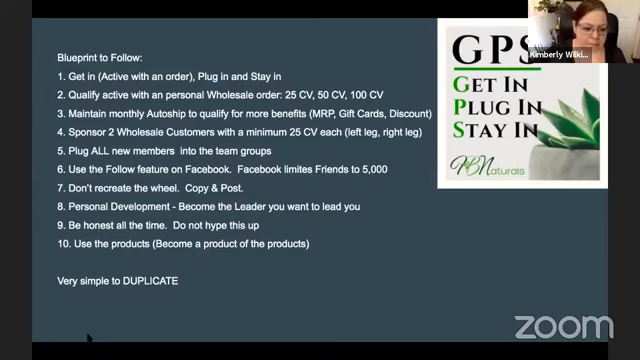 Blueprint to Follow:
1. Get in (Active with an order), Plug in and Stay in
2. Qualify active with an personal Wholesale order: 25 CV, 50 CV, 100 CV
3. Maintain monthly Autoship to qualify for more benefits (MRP, Gift Cards, Discount)
4. Sponsor 2 Wholesale Customers with a minimum 25 CV each (left leg, right leg)
5. Plug ALL new members into the team groups
6. Use the Follow feature on Facebook. Facebook limites Friends to 5,000
7. Don't recreate the wheel. Copy & Post.
8. Personal Development - Become the Leader you want to lead you
9. Be honest all the time. Do not hype this up
10. Use the products (Become a product of the products)
Very simple to DUPLICATE
GPS
GET IN
PLUG IN
STAY IN
HBNaturals
Kimberly Wilki...
zoom